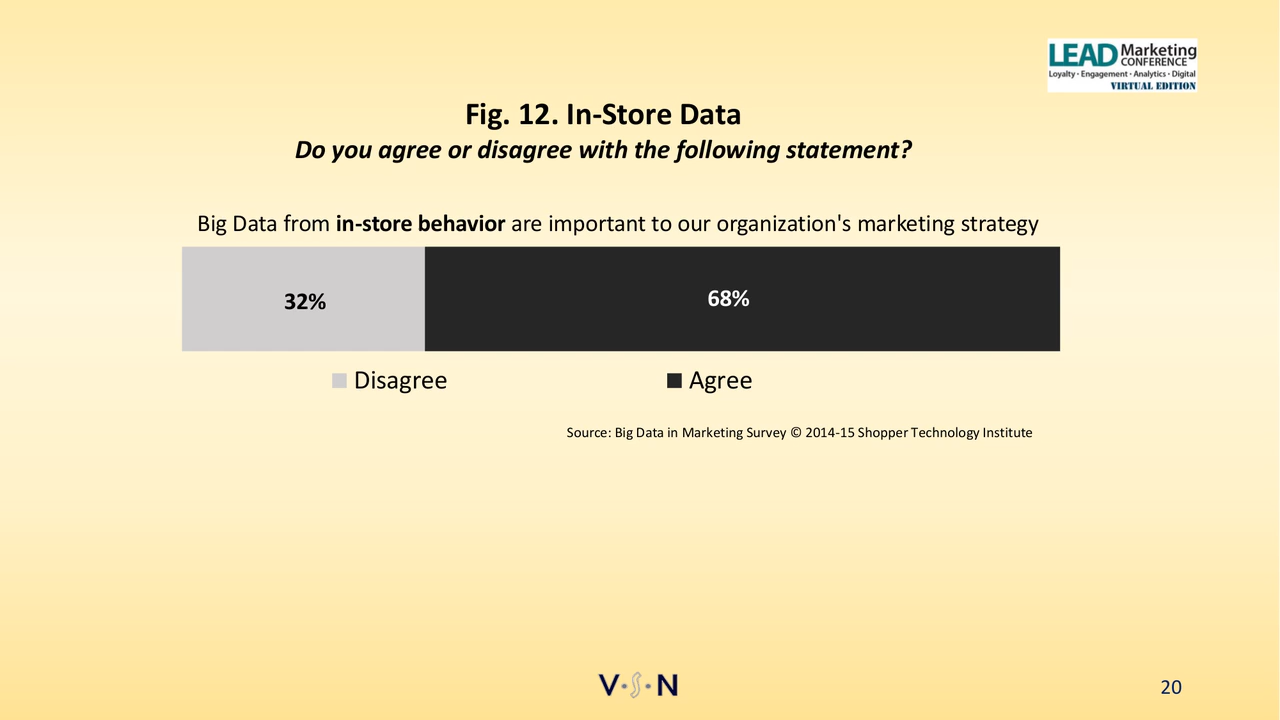 LEAD Marketing
CONFERENCE
Loyalty · Engagement · Analytics · Digital
VIRTUAL EDITION
Fig. 12. In-Store Data
Do you agree or disagree with the following statement?
Big Data from in-store behavior are important to our organization's marketing strategy
32%
68%
Disagree
Agree
Source: Big Data in Marketing Survey © 2014-15 Shopper Technology Institute
V·S·N
20